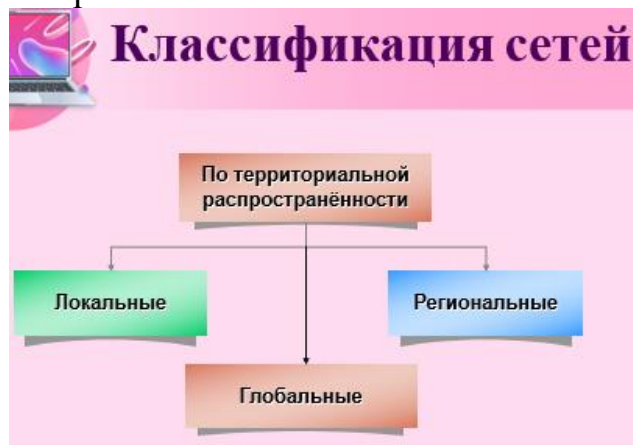 Классификация сетей
По территориальной
распространённости
Локальные
Региональные
Глобальные